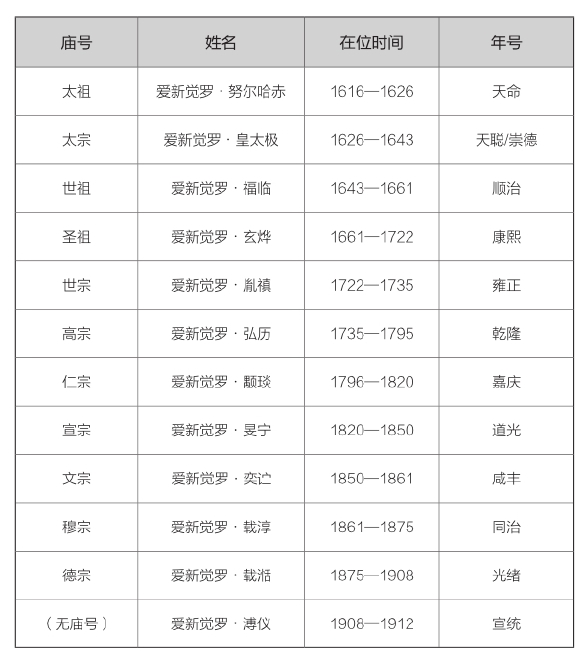 庙号 姓名 在位时间 年号
太祖 爱新觉罗·努尔哈赤 1616—1626 天命
太宗 爱新觉罗·皇太极 1626—1643 天聪/崇德
世祖 爱新觉罗·福临 1643—1661 顺治
圣祖 爱新觉罗·玄烨 1661—1722 康熙
世宗 爱新觉罗·胤禛 1722—1735 雍正
高宗 爱新觉罗·弘历 1735—1795 乾隆
仁宗 爱新觉罗·颙琰 1796—1820 嘉庆
宣宗 爱新觉罗·旻宁 1820—1850 道光
文宗 爱新觉罗·奕詝 1850—1861 咸丰
穆宗 爱新觉罗·载淳 1861—1875 同治
德宗 爱新觉罗·载湉 1875—1908 光绪
（无庙号） 爱新觉罗·溥仪 1908—1912 宣统